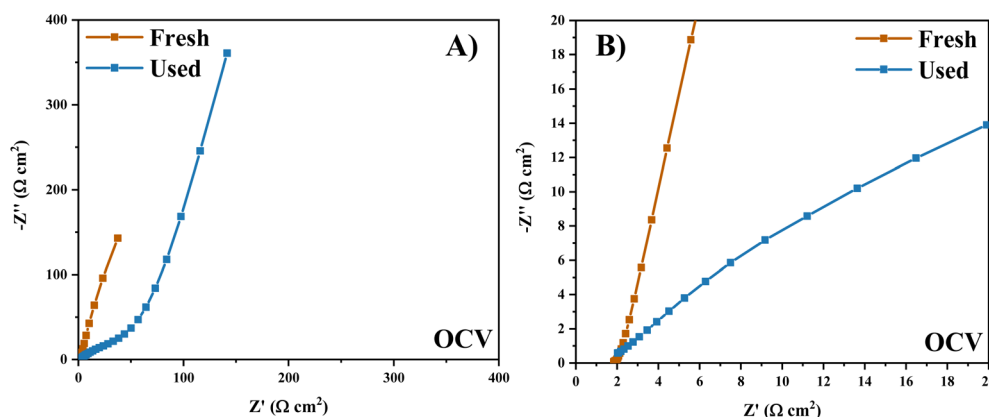 A)
Fresh
Used
-Z'' (Ω cm²)
400
300
200
100
0
0 100 200 300 400
Z' (Ω cm²)
OCV
B)
Fresh
Used
-Z'' (Ω cm²)
20
18
16
14
12
10
8
6
4
2
0
0 2 4 6 8 10 12 14 16 18 20
Z' (Ω cm²)
OCV